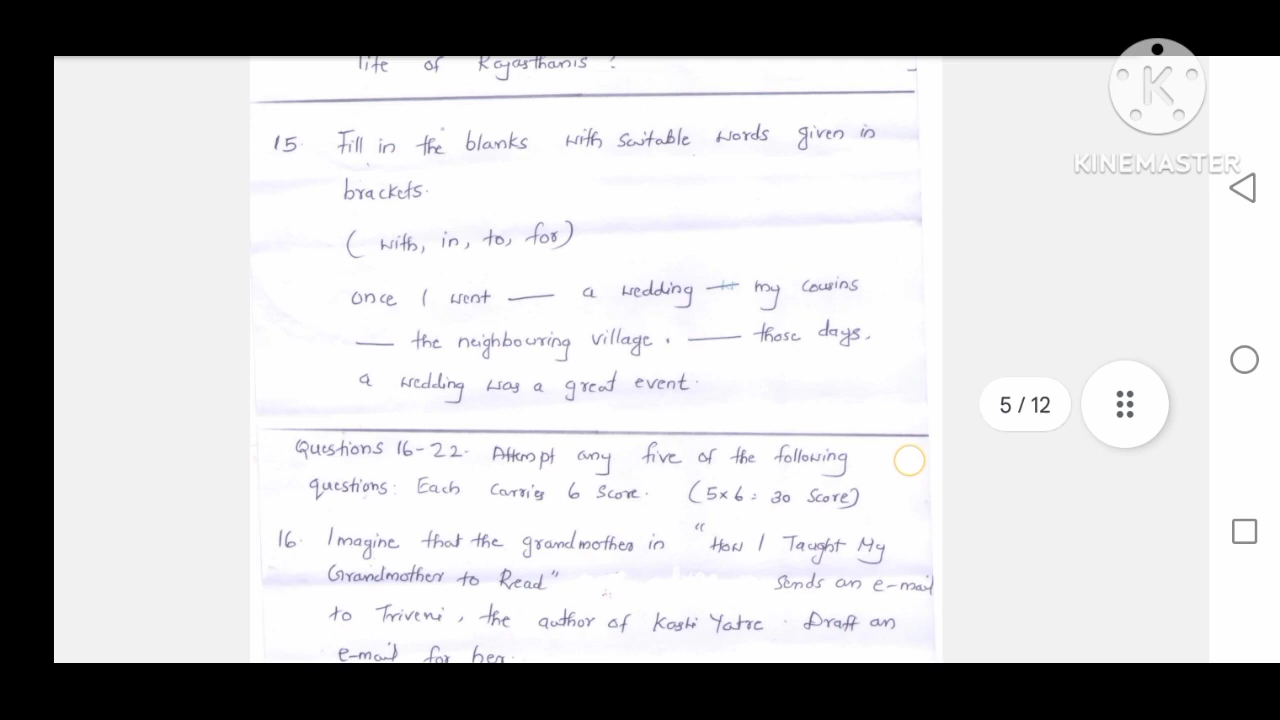 life of Rajasthanis ?
15. Fill in the blanks with suitable words given in
brackets.
( with, in, to, for)
once I went —— a wedding — my cousins
—— the neighbouring village. —— those days,
a wedding was a great event.
Questions 16-22. Attempt any five of the following
questions: Each carries 6 score. (5x6 = 30 Score)
16. Imagine that the grandmother in "How I Taught My
Grandmother to Read" sends an e-mail
to Triveni, the author of Kashi Yatre. Draft an
e-mail for her.
KINEMASTER
5 / 12